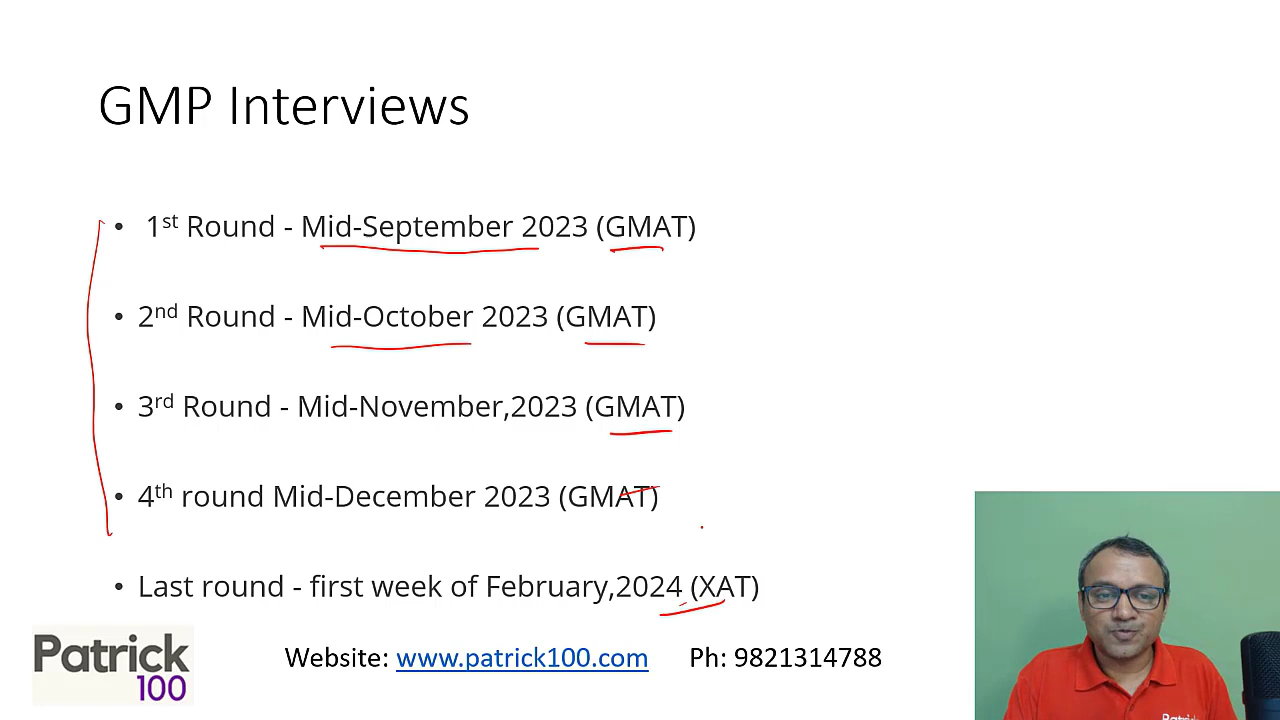 GMP Interviews
• 1st Round - Mid-September 2023 (GMAT)
• 2nd Round - Mid-October 2023 (GMAT)
• 3rd Round - Mid-November,2023 (GMAT)
• 4th round Mid-December 2023 (GMAT)
• Last round - first week of February,2024 (XAT)
Patrick
100
Website: www.patrick100.com Ph: 9821314788
Patrick